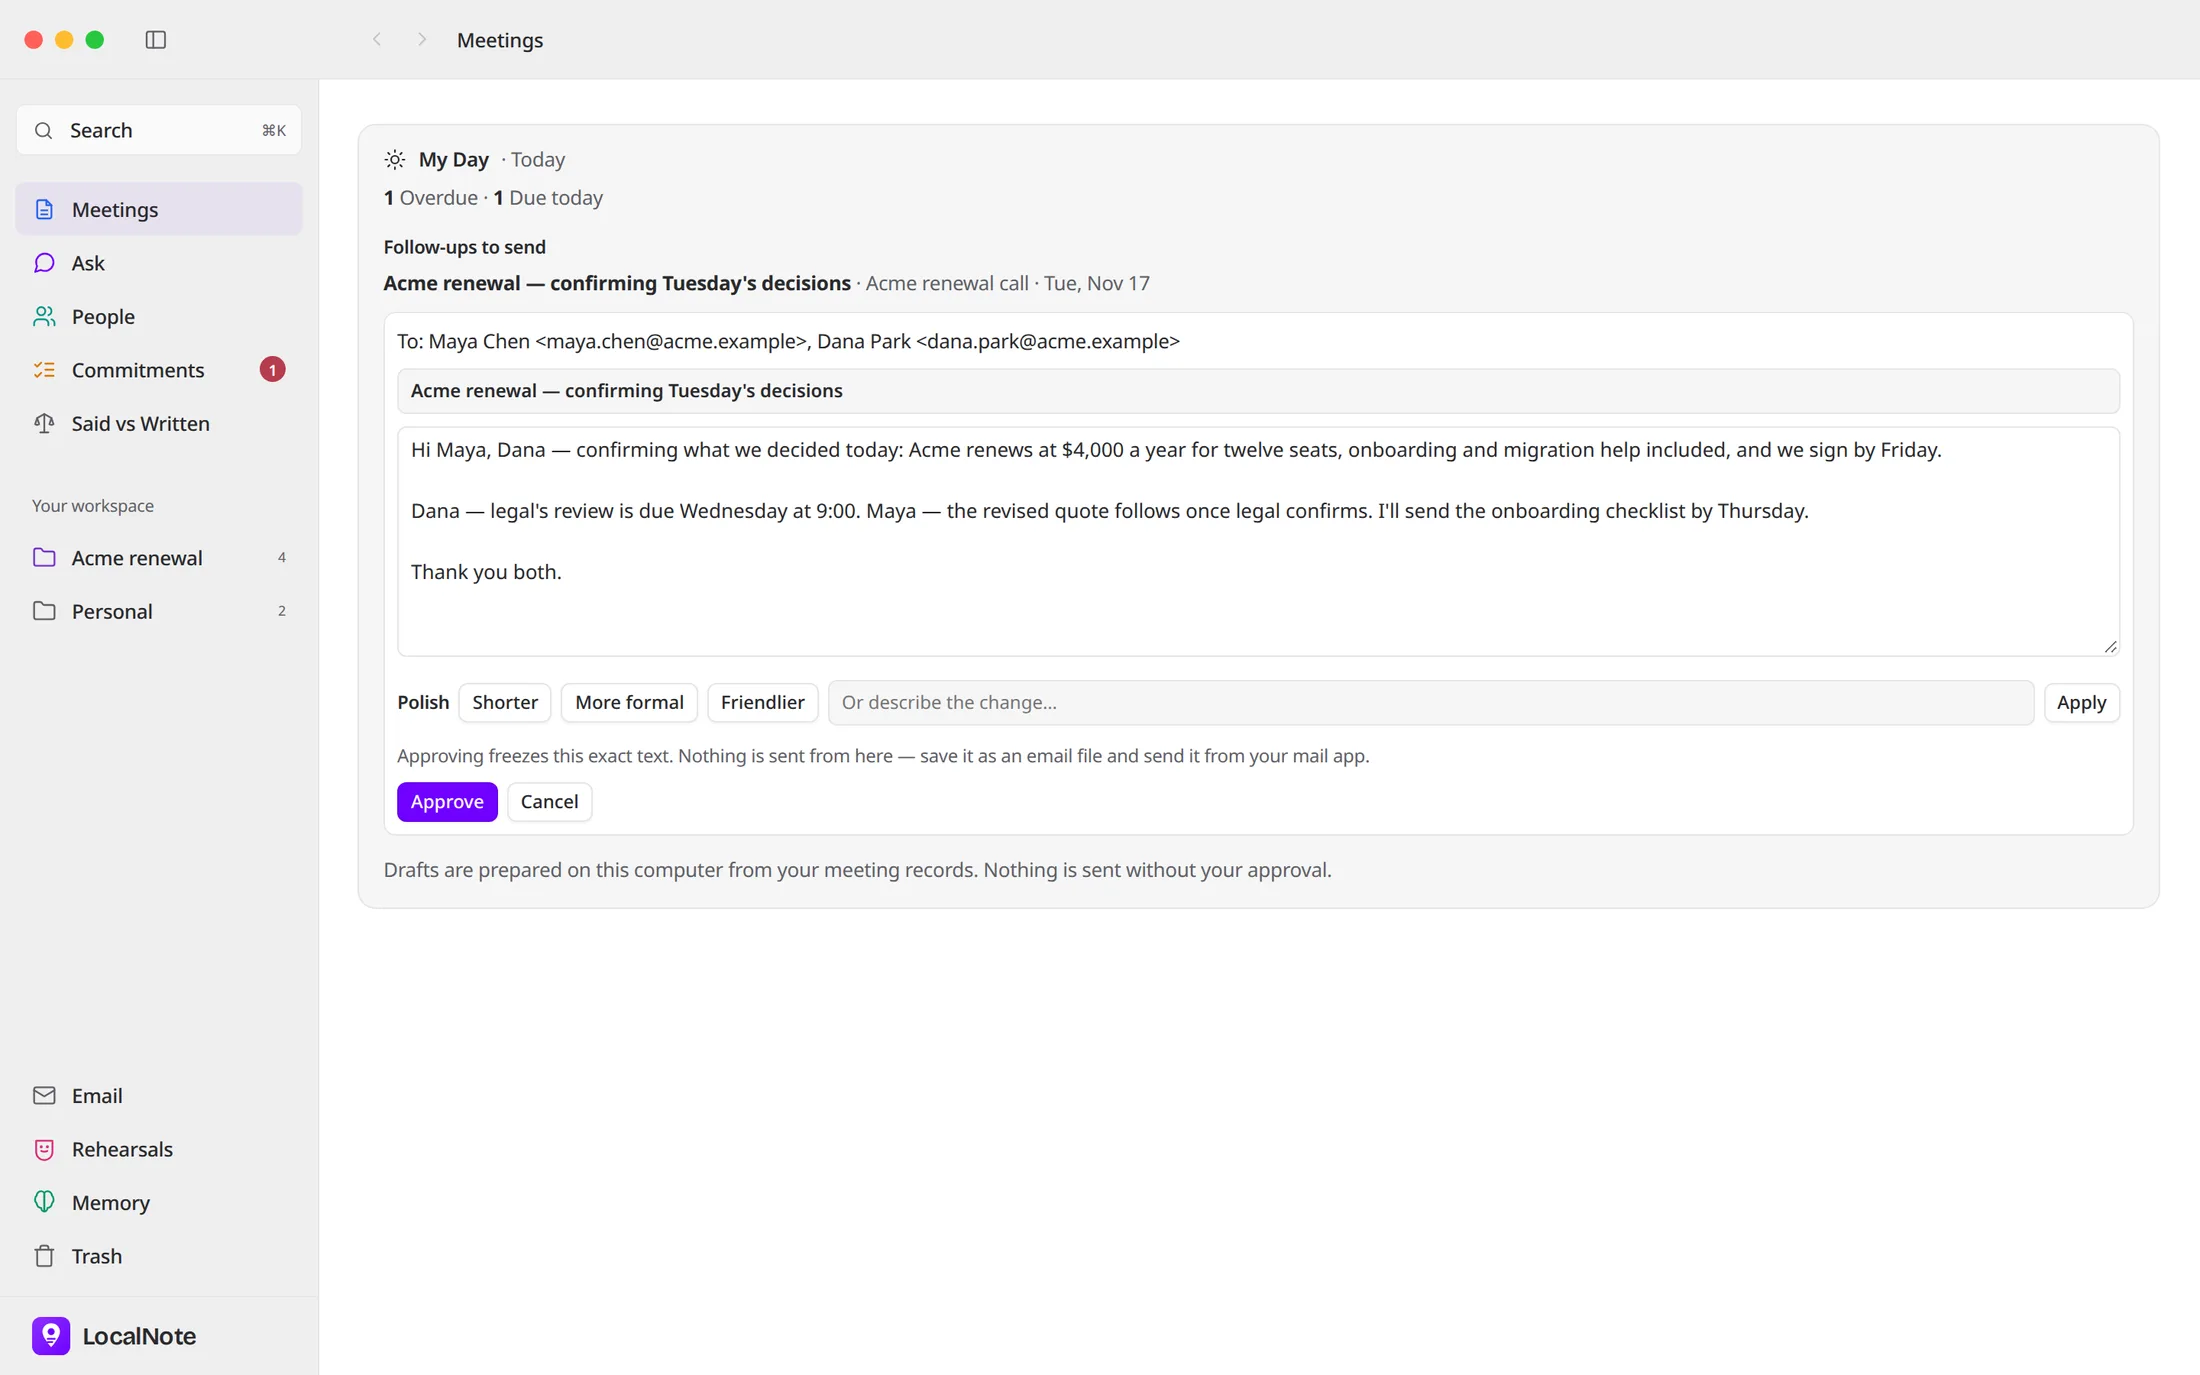 Meetings
Search ⌘K
Meetings
Ask
People
Commitments 1
Said vs Written
Your workspace
Acme renewal 4
Personal 2
Email
Rehearsals
Memory
Trash
LocalNote
My Day · Today
1 Overdue · 1 Due today
Follow-ups to send
Acme renewal — confirming Tuesday's decisions · Acme renewal call · Tue, Nov 17
To: Maya Chen <maya.chen@acme.example>, Dana Park <dana.park@acme.example>
Acme renewal — confirming Tuesday's decisions
Hi Maya, Dana — confirming what we decided today: Acme renews at $4,000 a year for twelve seats, onboarding and migration help included, and we sign by Friday.
Dana — legal's review is due Wednesday at 9:00. Maya — the revised quote follows once legal confirms. I'll send the onboarding checklist by Thursday.
Thank you both.
Polish Shorter More formal Friendlier Or describe the change... Apply
Approving freezes this exact text. Nothing is sent from here — save it as an email file and send it from your mail app.
Approve Cancel
Drafts are prepared on this computer from your meeting records. Nothing is sent without your approval.